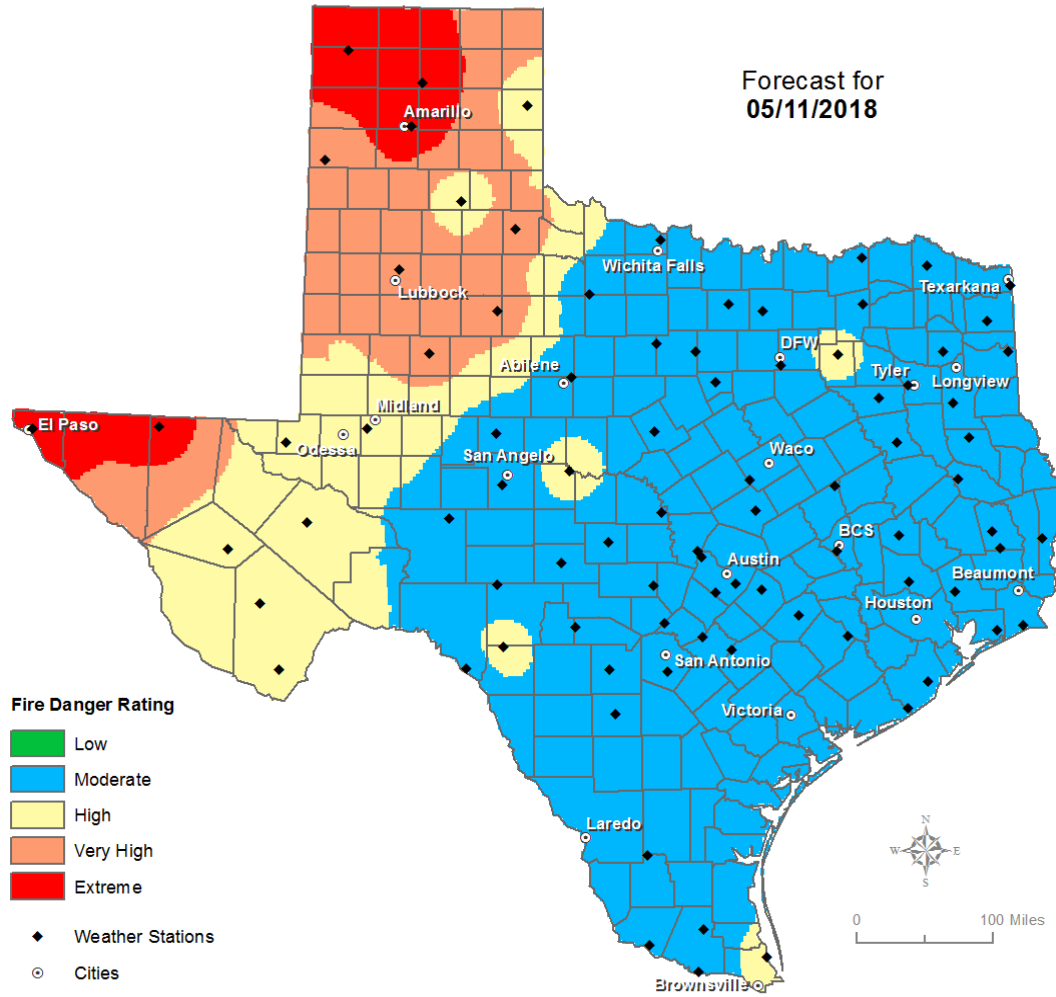 Forecast for
05/11/2018
Amarillo
Wichita Falls
Lubbock
Texarkana
DFW
Abilene
Tyler
Longview
Midland
El Paso
Odessa
San Angelo
Waco
BCS
Austin
Beaumont
Houston
San Antonio
Victoria
Laredo
Brownsville
Fire Danger Rating
Low
Moderate
High
Very High
Extreme
Weather Stations
Cities
N
W E
S
0 100 Miles